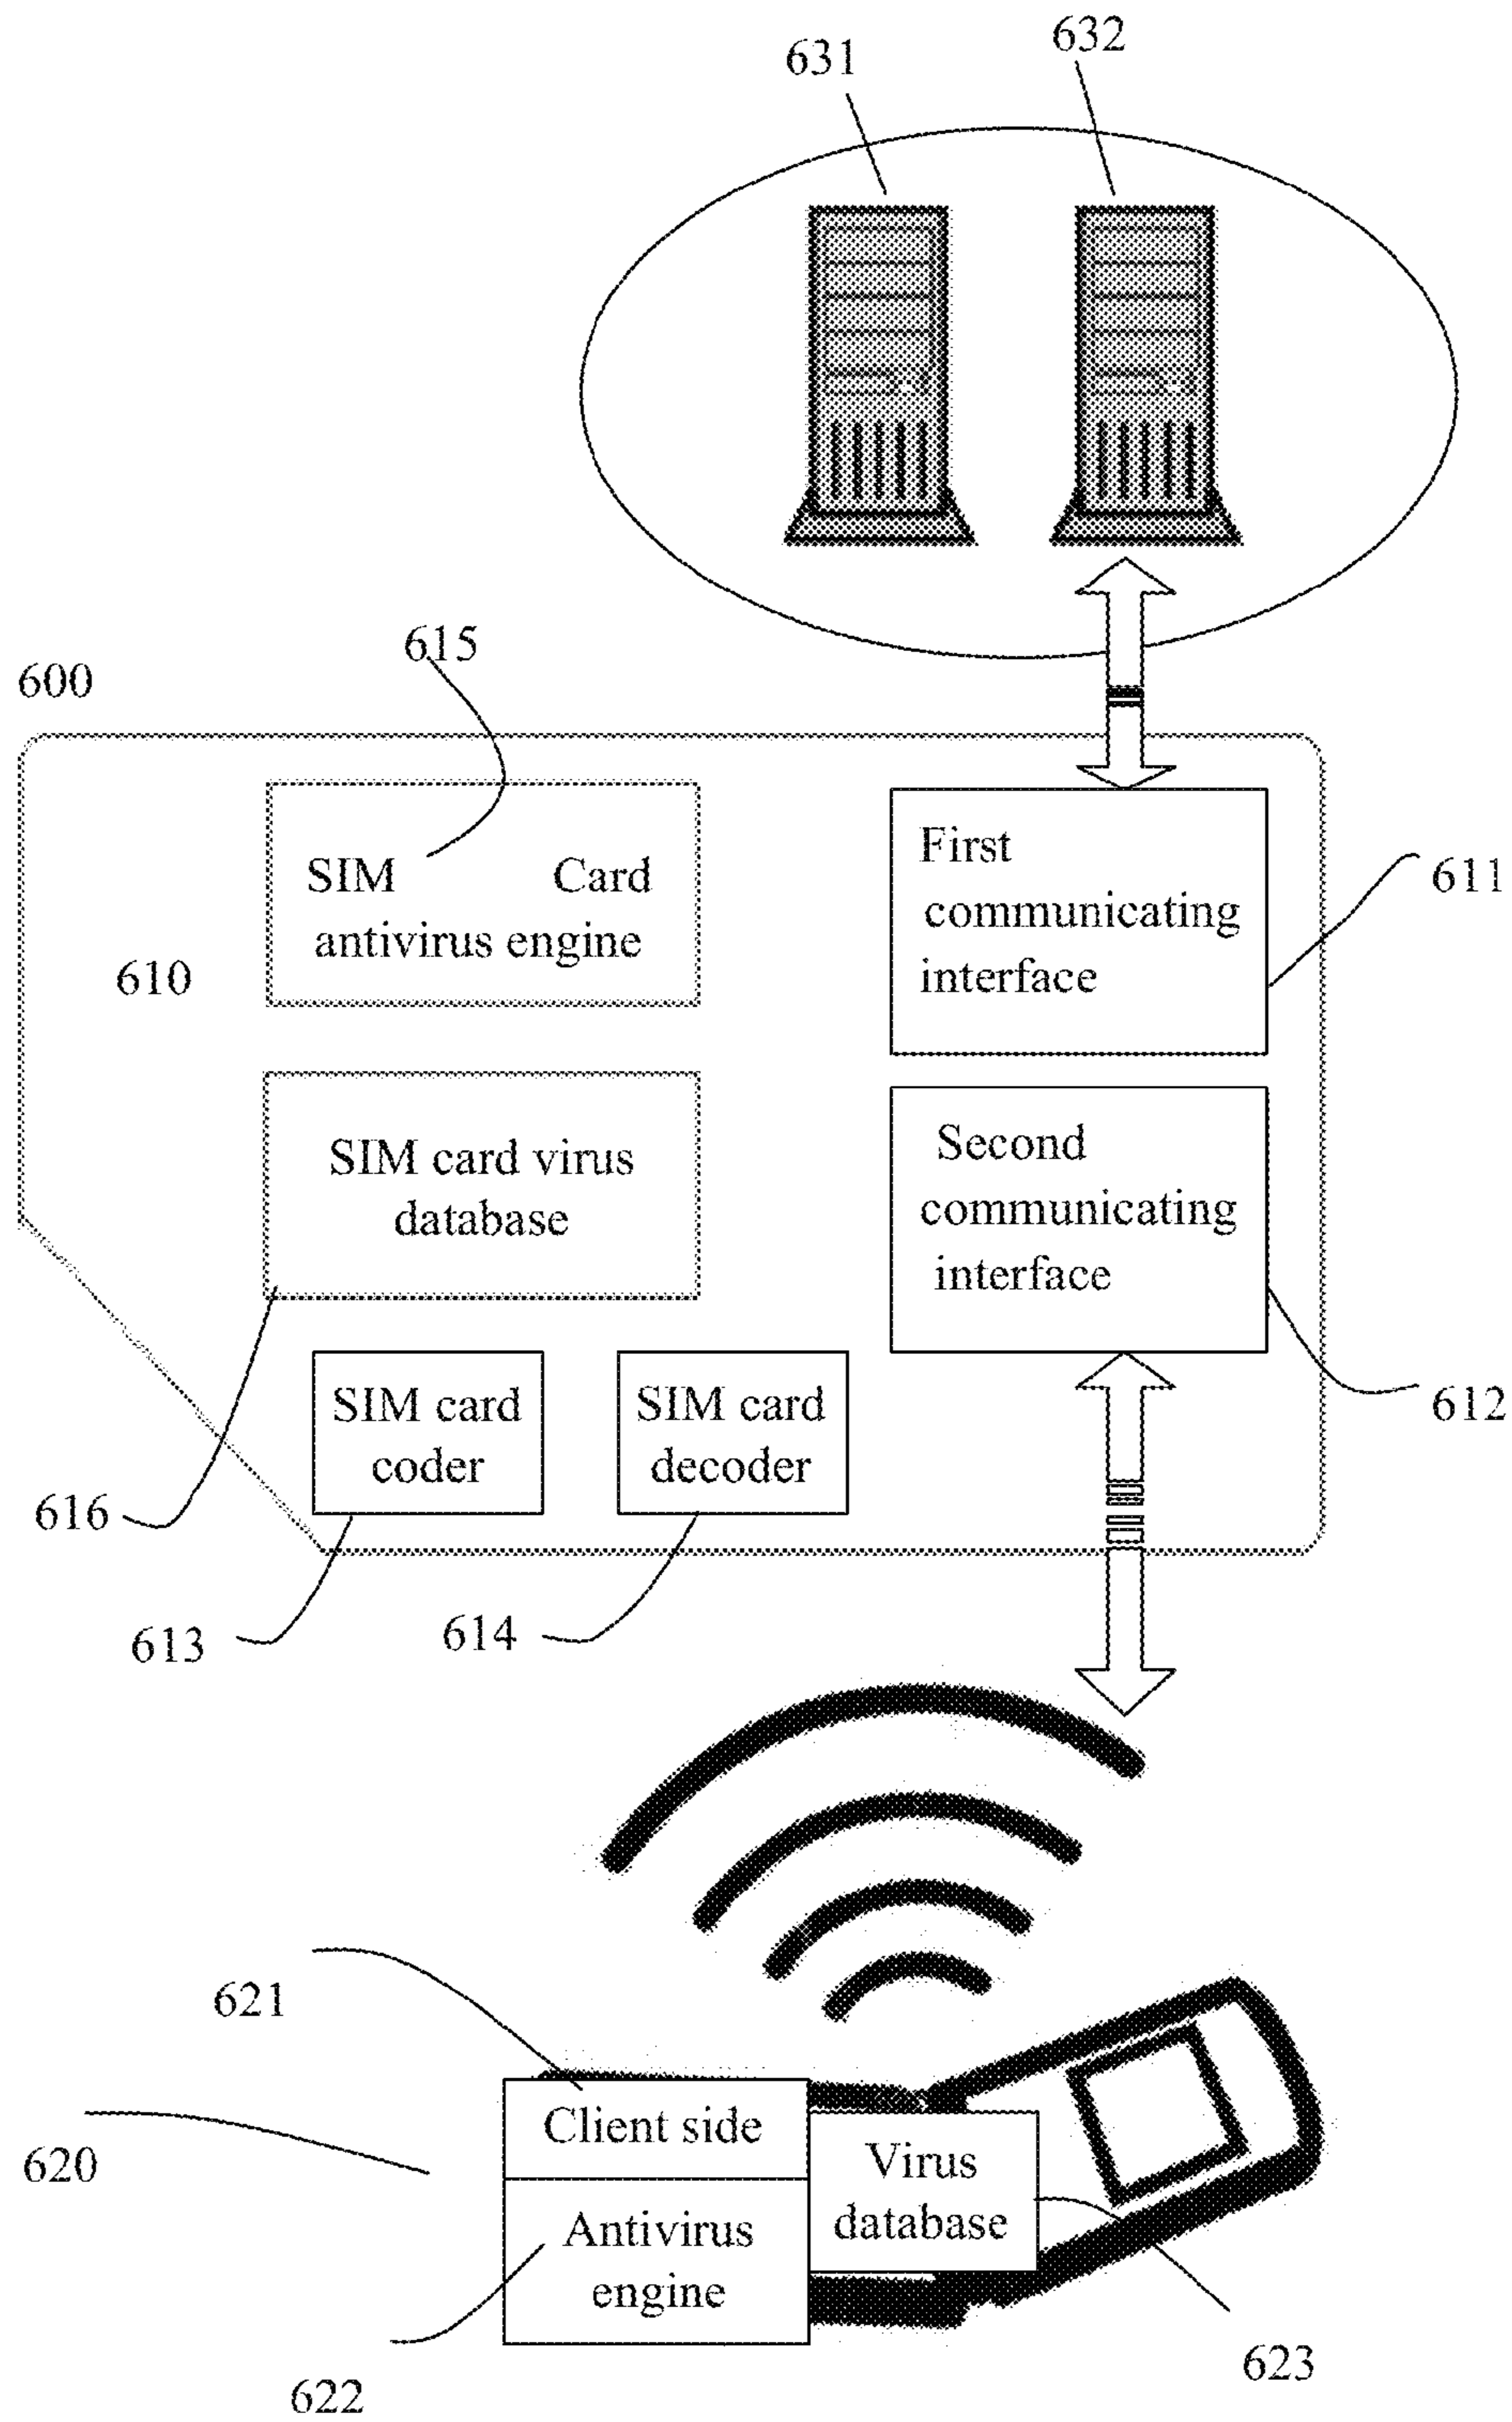 631
632
615
600
SIM Card
antivirus engine
First
communicating
interface
611
610
SIM card virus
database
Second
communicating
interface
SIM card
coder
SIM card
decoder
612
616
613
614
621
Client side
620
Virus
database
Antivirus
engine
623
622